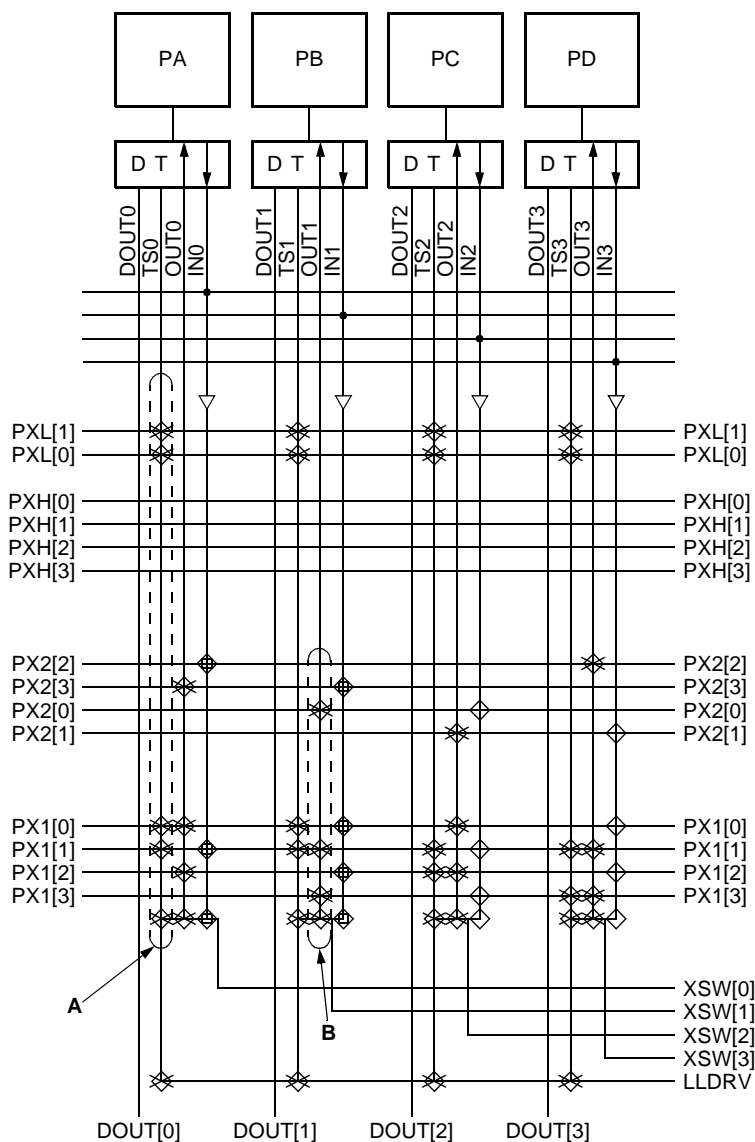 PA PB PC PD
D T D T D T D T
DOUT0 TS0 OUT0 IN0 DOUT1 TS1 OUT1 IN1 DOUT2 TS2 OUT2 IN2 DOUT3 TS3 OUT3 IN3
PXL[1] PXL[1]
PXL[0] PXL[0]
PXH[0] PXH[0]
PXH[1] PXH[1]
PXH[2] PXH[2]
PXH[3] PXH[3]
PX2[2] PX2[2]
PX2[3] PX2[3]
PX2[0] PX2[0]
PX2[1] PX2[1]
PX1[0] PX1[0]
PX1[1] PX1[1]
PX1[2] PX1[2]
PX1[3] PX1[3]
XSW[0]
A
XSW[1]
B
XSW[2]
XSW[3]
LLDRV
DOUT[0] DOUT[1] DOUT[2] DOUT[3]